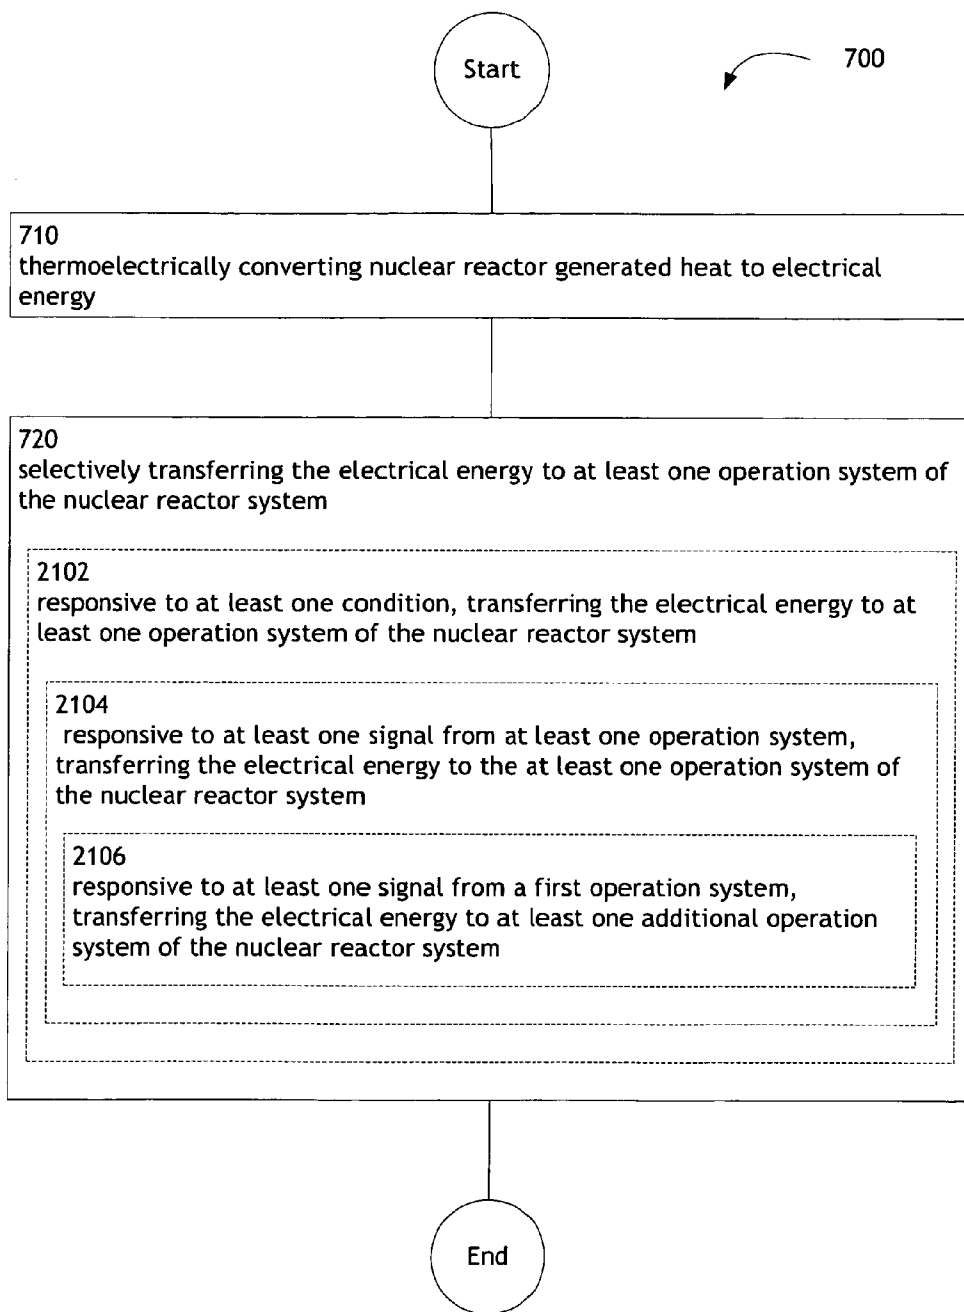 Start
700
710
thermoelectrically converting nuclear reactor generated heat to electrical
energy
720
selectively transferring the electrical energy to at least one operation system of
the nuclear reactor system
2102
responsive to at least one condition, transferring the electrical energy to at
least one operation system of the nuclear reactor system
2104
responsive to at least one signal from at least one operation system,
transferring the electrical energy to the at least one operation system of
the nuclear reactor system
2106
responsive to at least one signal from a first operation system,
transferring the electrical energy to at least one additional operation
system of the nuclear reactor system
End